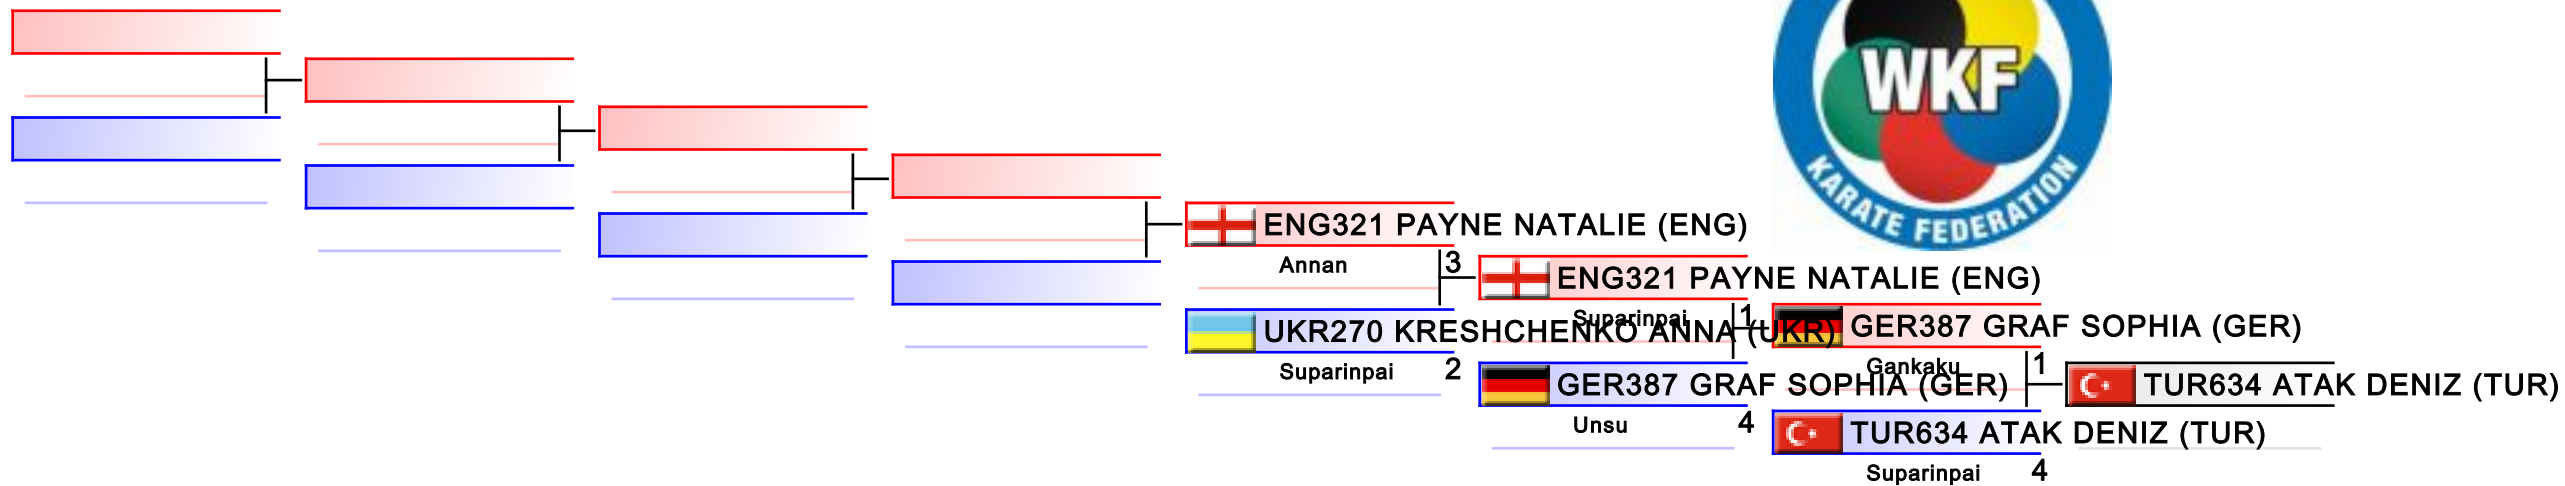 WKF
KARATE FEDERATION
ENG321 PAYNE NATALIE (ENG)
Annan
3
ENG321 PAYNE NATALIE (ENG)
Suparinpai
1
UKR270 KRESHCHENKO ANNA (UKR)
Suparinpai
2
GER387 GRAF SOPHIA (GER)
Gankaku
1
GER387 GRAF SOPHIA (GER)
Unsu
4
TUR634 ATAK DENIZ (TUR)
TUR634 ATAK DENIZ (TUR)
Suparinpai
4